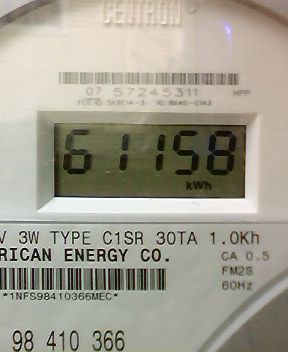 CENTRON
07 57245311 HPP
61158
kWh
V 3W TYPE C1SR 30TA 1.0Kh
RICAN ENERGY CO. CA 0.5
FM2S
60Hz
*1NFS98410366MEC*
98 410 366